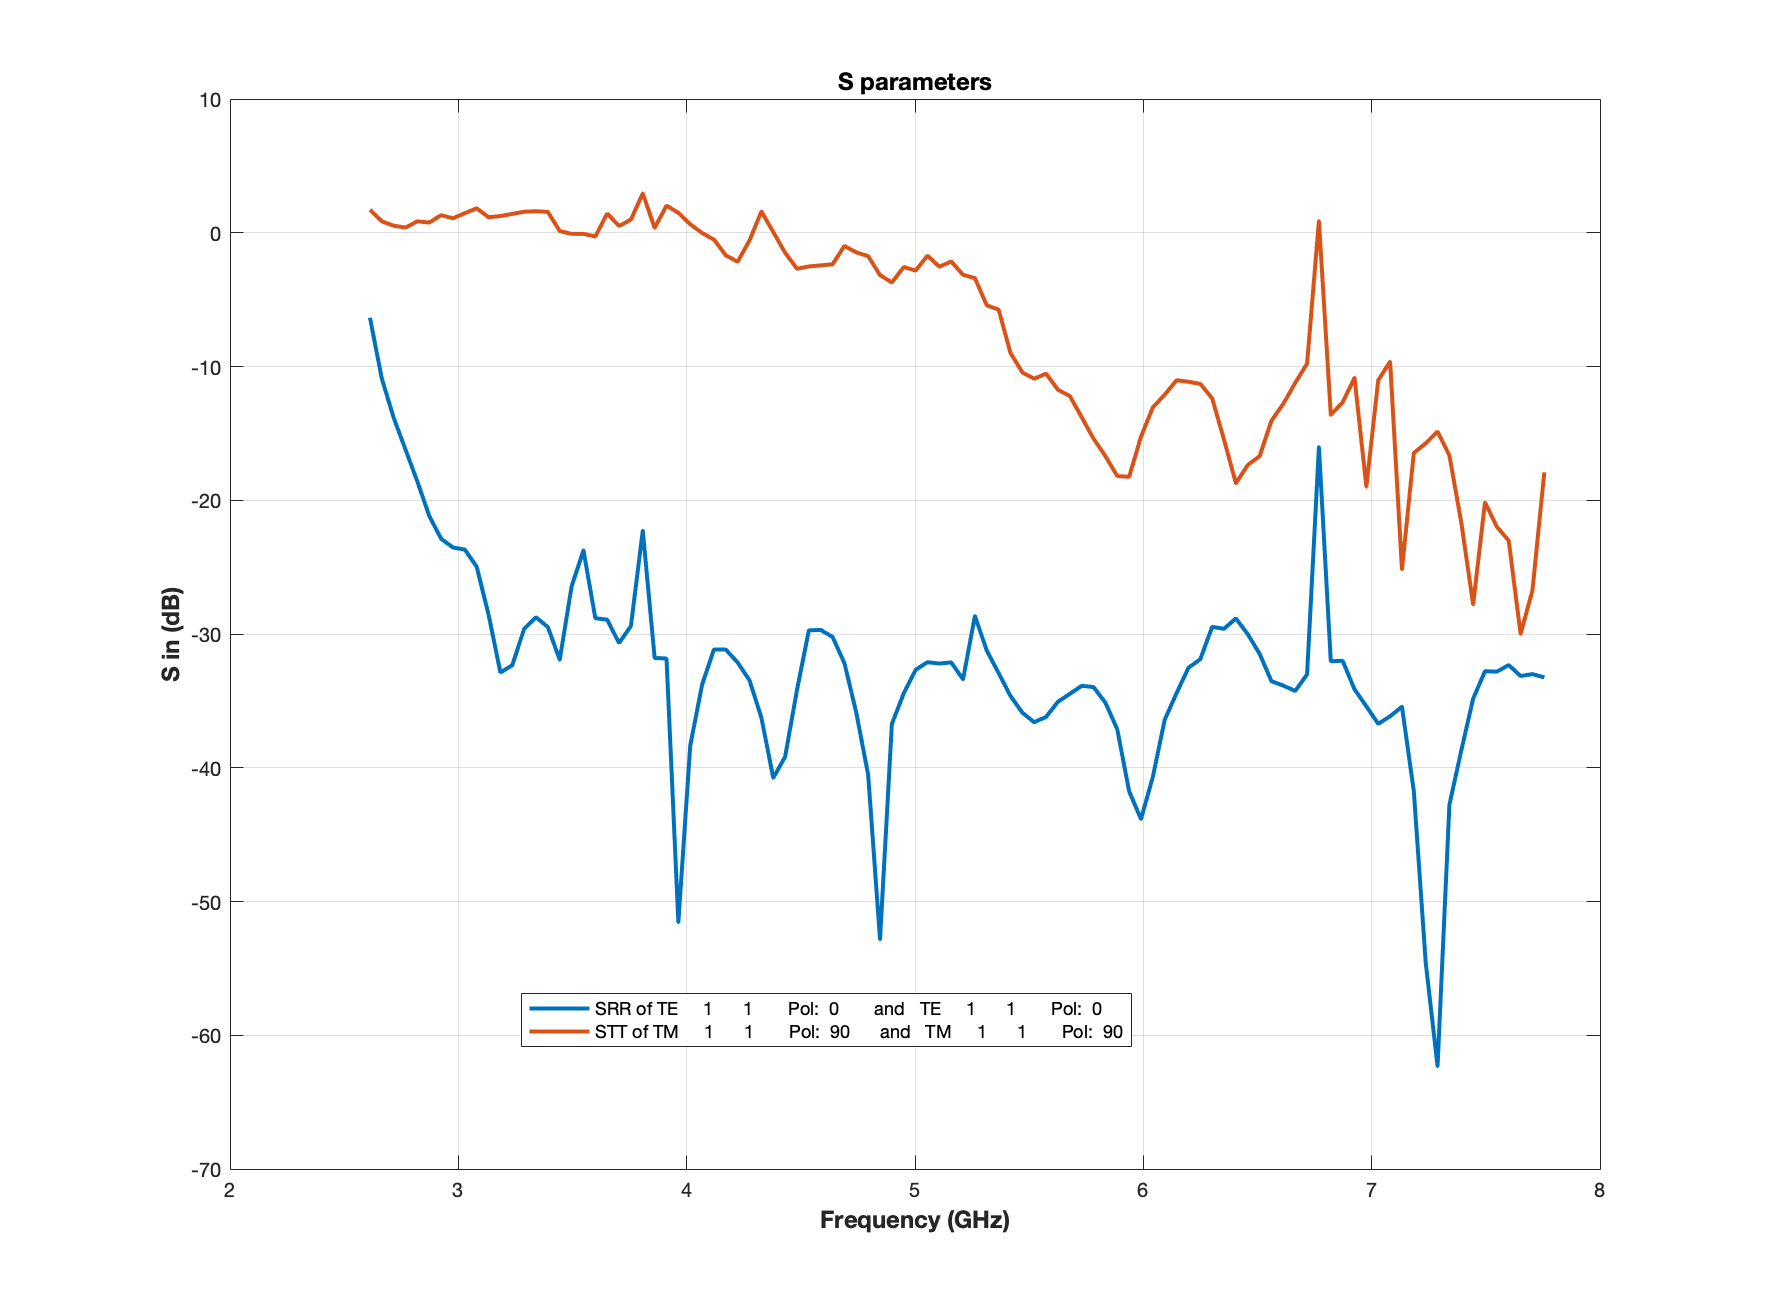 S parameters
10
0
-10
-20
-30
-40
-50
-60
-70
S in (dB)
SRR of TE 1 1 Pol: 0 and TE 1 1 Pol: 0
STT of TM 1 1 Pol: 90 and TM 1 1 Pol: 90
2 3 4 5 6 7 8
Frequency (GHz)